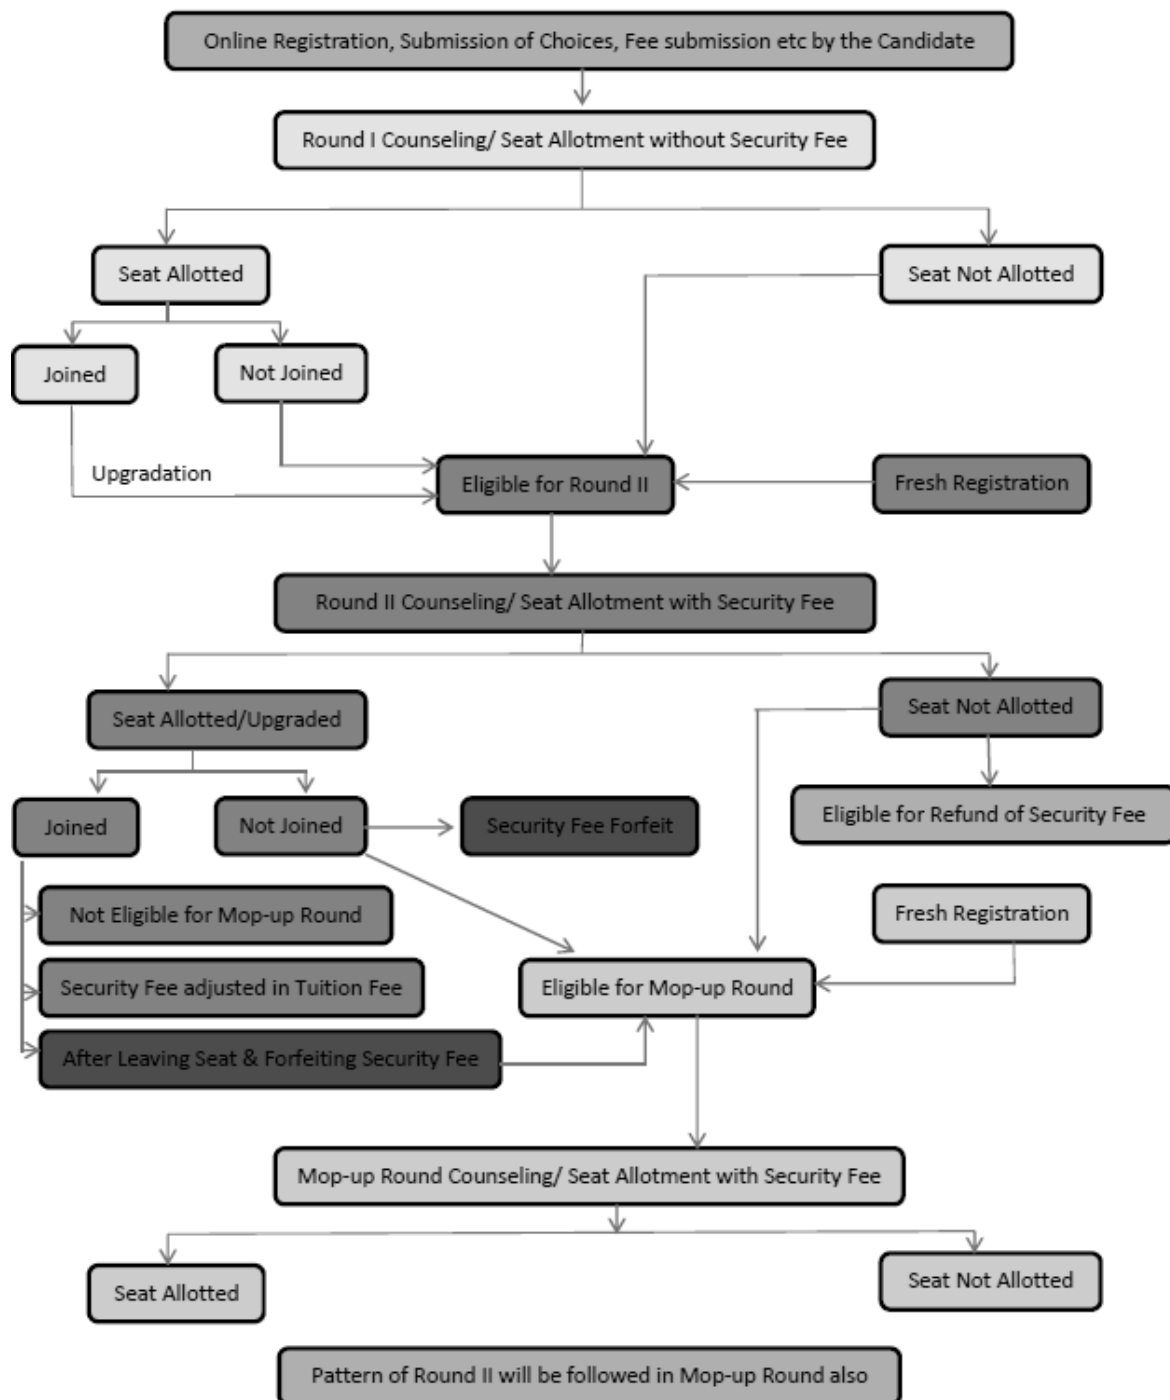 Online Registration, Submission of Choices, Fee submission etc by the Candidate
Round I Counseling/ Seat Allotment without Security Fee
Seat Allotted
Seat Not Allotted
Joined
Not Joined
Upgradation
Eligible for Round II
Fresh Registration
Round II Counseling/ Seat Allotment with Security Fee
Seat Allotted/Upgraded
Seat Not Allotted
Joined
Not Joined
Security Fee Forfeit
Eligible for Refund of Security Fee
Not Eligible for Mop-up Round
Fresh Registration
Security Fee adjusted in Tuition Fee
Eligible for Mop-up Round
After Leaving Seat & Forfeiting Security Fee
Mop-up Round Counseling/ Seat Allotment with Security Fee
Seat Allotted
Seat Not Allotted
Pattern of Round II will be followed in Mop-up Round also